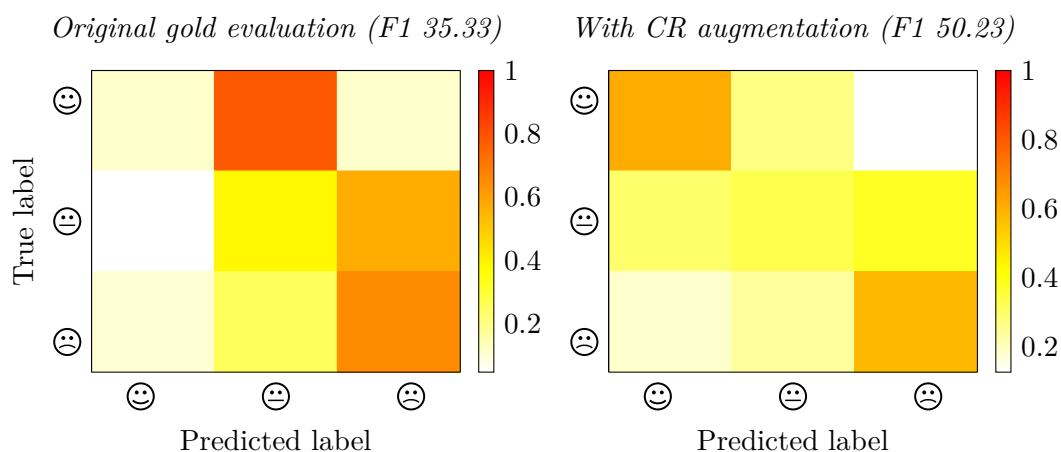 Original gold evaluation (F1 35.33)
With CR augmentation (F1 50.23)
True label
1
0.8
0.6
0.4
0.2
1
0.8
0.6
0.4
0.2
Predicted label
Predicted label